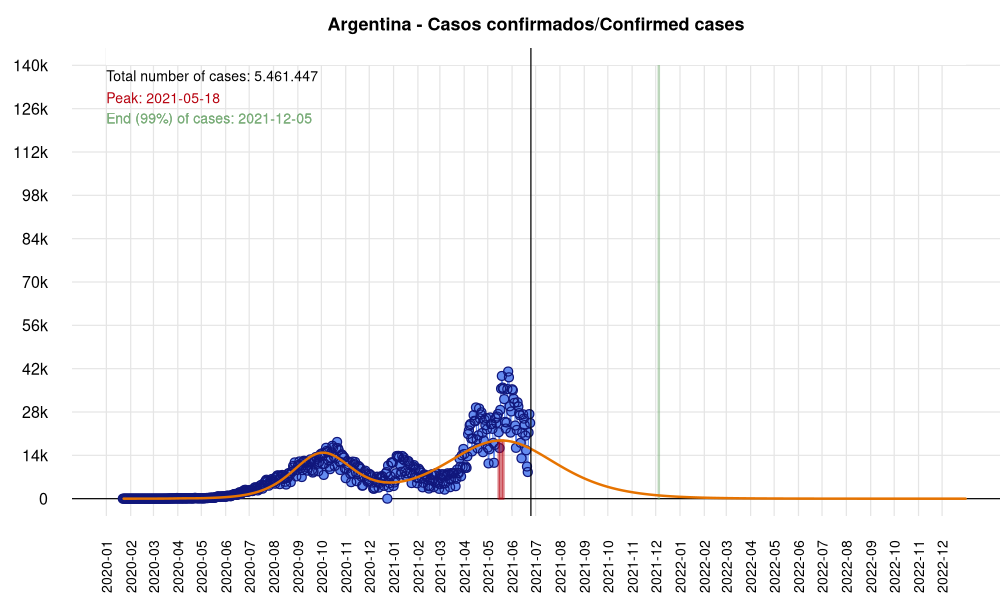 Argentina - Casos confirmados/Confirmed cases
Total number of cases: 5.461.447
Peak: 2021-05-18
End (99%) of cases: 2021-12-05
140k
126k
112k
98k
84k
70k
56k
42k
28k
14k
0
2020-01
2020-02
2020-03
2020-04
2020-05
2020-06
2020-07
2020-08
2020-09
2020-10
2020-11
2020-12
2021-01
2021-02
2021-03
2021-04
2021-05
2021-06
2021-07
2021-08
2021-09
2021-10
2021-11
2021-12
2022-01
2022-02
2022-03
2022-04
2022-05
2022-06
2022-07
2022-08
2022-09
2022-10
2022-11
2022-12